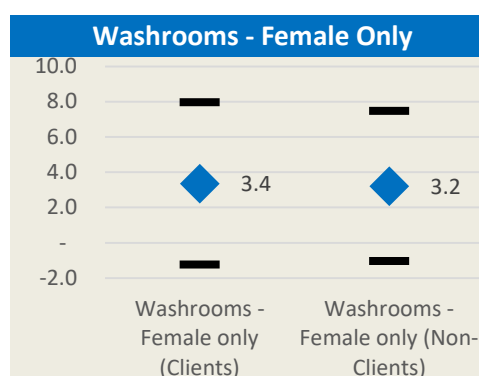 Washrooms - Female Only
10.0
8.0
6.0
4.0
2.0
-
-2.0
3.4
3.2
Washrooms -
Female only
(Clients)
Washrooms -
Female only (Non-
Clients)